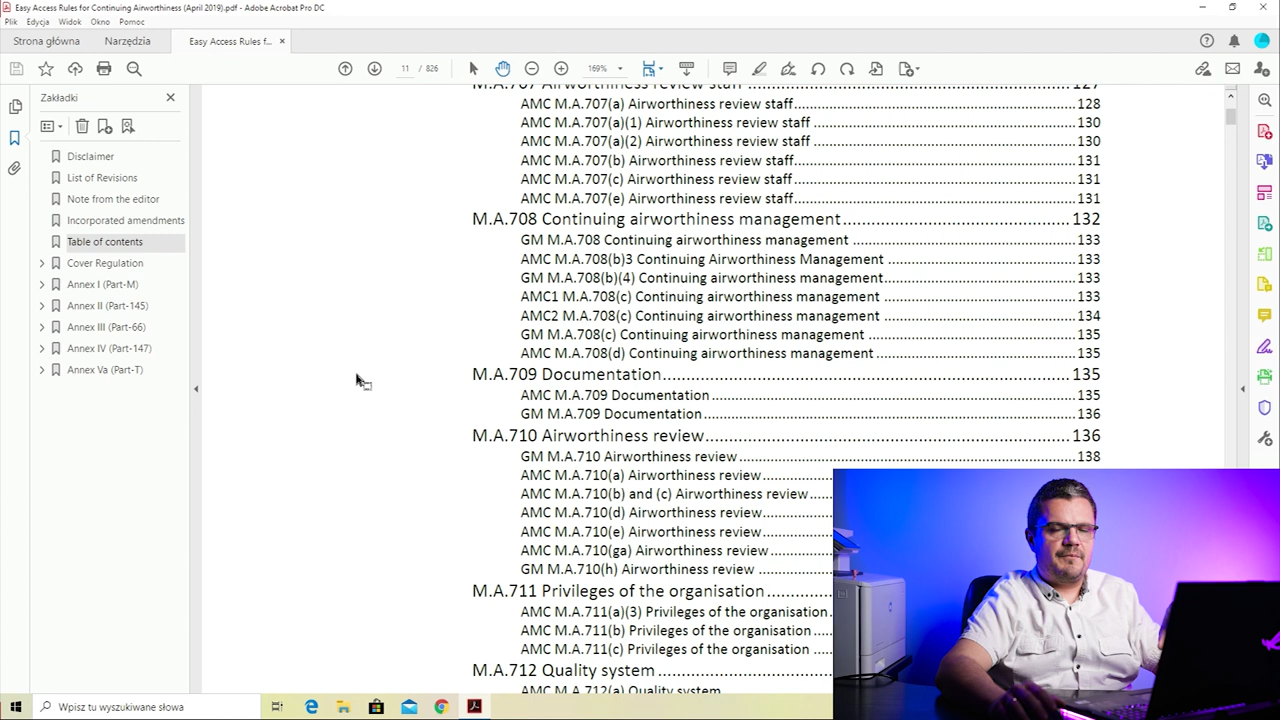 Easy Access Rules for Continuing Airworthiness (April 2019).pdf - Adobe Acrobat Pro DC
Plik Edycja Widok Okno Pomoc
Strona główna Narzędzia Easy Access Rules f...
11 / 826 169%
Zakładki
Disclaimer
List of Revisions
Note from the editor
Incorporated amendments
Table of contents
Cover Regulation
Annex I (Part-M)
Annex II (Part-145)
Annex III (Part-66)
Annex IV (Part-147)
Annex Va (Part-T)
M.A.707 Airworthiness review staff 127
AMC M.A.707(a) Airworthiness review staff 128
AMC M.A.707(a)(1) Airworthiness review staff 130
AMC M.A.707(a)(2) Airworthiness review staff 130
AMC M.A.707(b) Airworthiness review staff 131
AMC M.A.707(c) Airworthiness review staff 131
AMC M.A.707(e) Airworthiness review staff 131
M.A.708 Continuing airworthiness management 132
GM M.A.708 Continuing airworthiness management 133
AMC M.A.708(b)3 Continuing Airworthiness Management 133
GM M.A.708(b)(4) Continuing airworthiness management 133
AMC1 M.A.708(c) Continuing airworthiness management 133
AMC2 M.A.708(c) Continuing airworthiness management 134
GM M.A.708(c) Continuing airworthiness management 135
AMC M.A.708(d) Continuing airworthiness management 135
M.A.709 Documentation 135
AMC M.A.709 Documentation 135
GM M.A.709 Documentation 136
M.A.710 Airworthiness review 136
GM M.A.710 Airworthiness review 138
AMC M.A.710(a) Airworthiness review
AMC M.A.710(b) and (c) Airworthiness review
AMC M.A.710(d) Airworthiness review
AMC M.A.710(e) Airworthiness review
AMC M.A.710(ga) Airworthiness review
GM M.A.710(h) Airworthiness review
M.A.711 Privileges of the organisation
AMC M.A.711(a)(3) Privileges of the organisation
AMC M.A.711(b) Privileges of the organisation
AMC M.A.711(c) Privileges of the organisation
M.A.712 Quality system
AMC M.A.712(a) Quality system
Wpisz tu wyszukiwane słowa